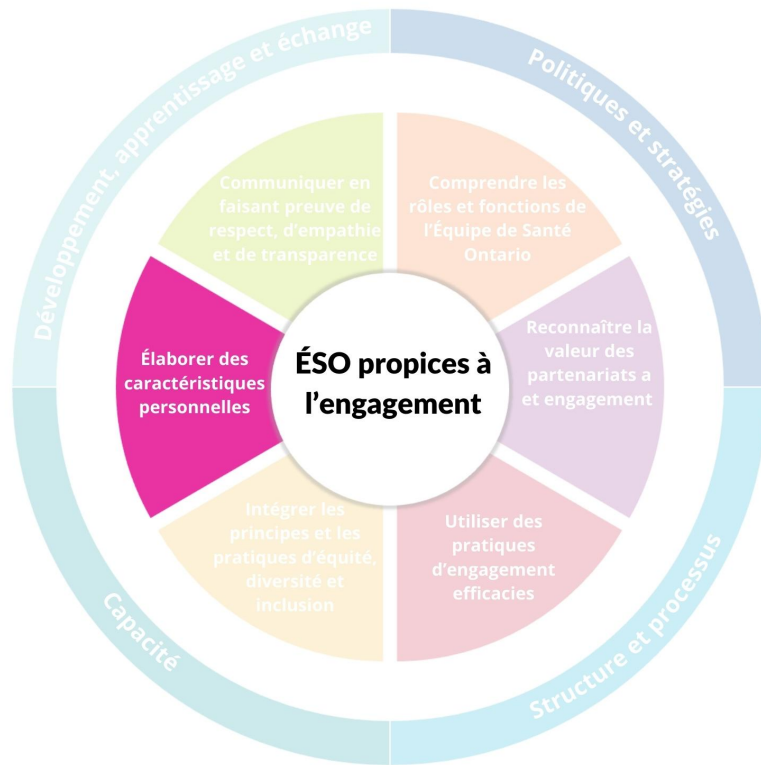 Développement, apprentissage et échange
Politiques et stratégies
Communiquer en
faisant preuve de
respect, d'empathie
et de transparence
Comprendre les
rôles et fonctions de
l'Équipe de Santé
Ontario
Élaborer des
caractéristiques
personnelles
ÉSO propices à
l'engagement
Reconnaître la
valeur des
partenariats a
et engagement
Intégrer les
principes et les
pratiques d'équité,
diversité et
inclusion
Utiliser des
pratiques
d'engagement
efficacies
Capacité
Structure et processus